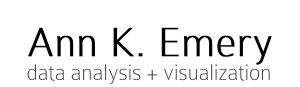 Ann K. Emery
data analysis + visualization